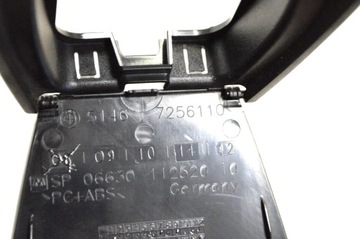 5146 7256110
09 10 11 12
SP 06630 112520 10
>PC+ABS<
Germany